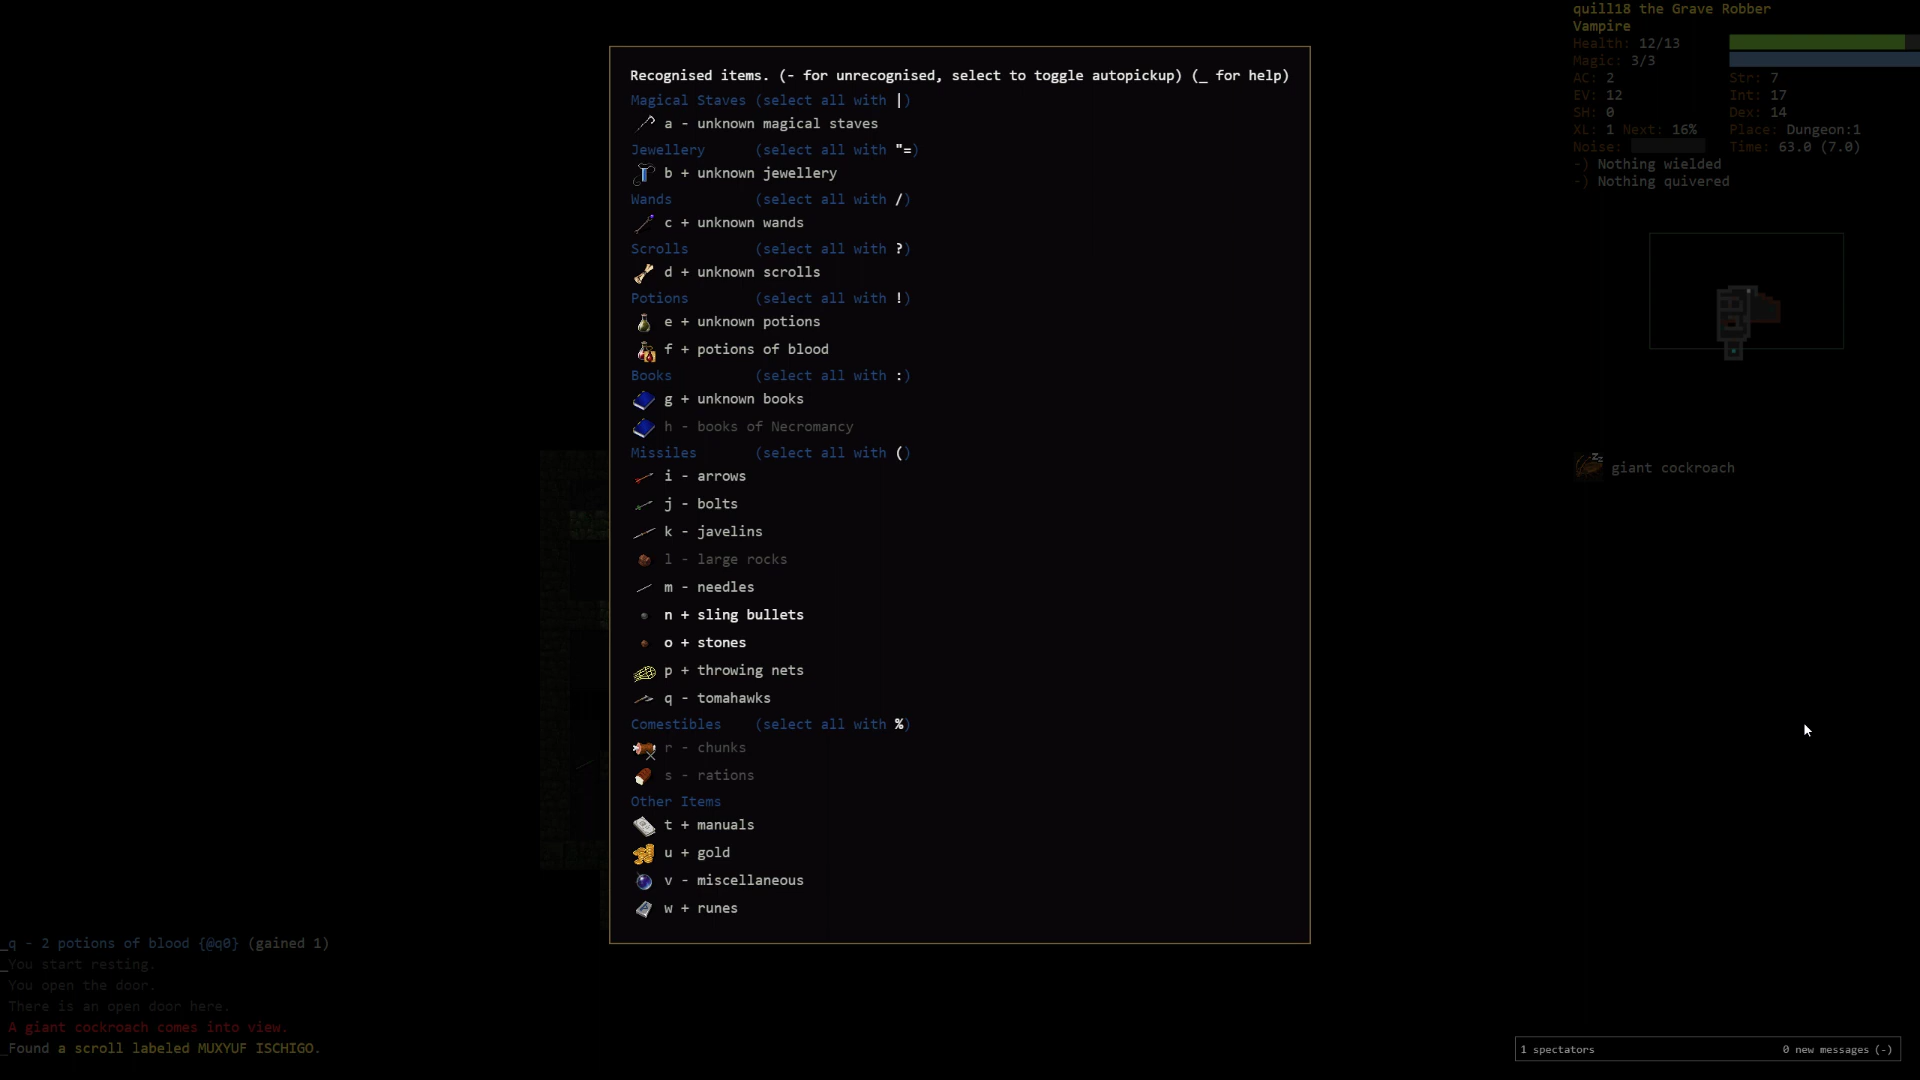 quill18 the Grave Robber
Vampire
Health: 12/13
Magic: 3/3
AC: 2 Str: 7
EV: 12 Int: 17
SH: 0 Dex: 14
XL: 1 Next: 16% Place: Dungeon:1
Noise: Time: 63.0 (7.0)
-) Nothing wielded
-) Nothing quivered
Recognised items. (- for unrecognised, select to toggle autopickup) (_ for help)
Magical Staves (select all with |)
a - unknown magical staves
Jewellery (select all with "=)
b + unknown jewellery
Wands (select all with /)
c + unknown wands
Scrolls (select all with ?)
d + unknown scrolls
Potions (select all with !)
e + unknown potions
f + potions of blood
Books (select all with :)
g + unknown books
h - books of Necromancy
Missiles (select all with ()
i - arrows
j - bolts
k - javelins
l - large rocks
m - needles
n + sling bullets
o + stones
p + throwing nets
q - tomahawks
Comestibles (select all with %)
r - chunks
s - rations
Other Items
t + manuals
u + gold
v - miscellaneous
w + runes
giant cockroach
_q - 2 potions of blood {@q0} (gained 1)
_You start resting.
You open the door.
There is an open door here.
A giant cockroach comes into view.
_Found a scroll labeled MUXYUF ISCHIGO.
1 spectators 0 new messages (-)